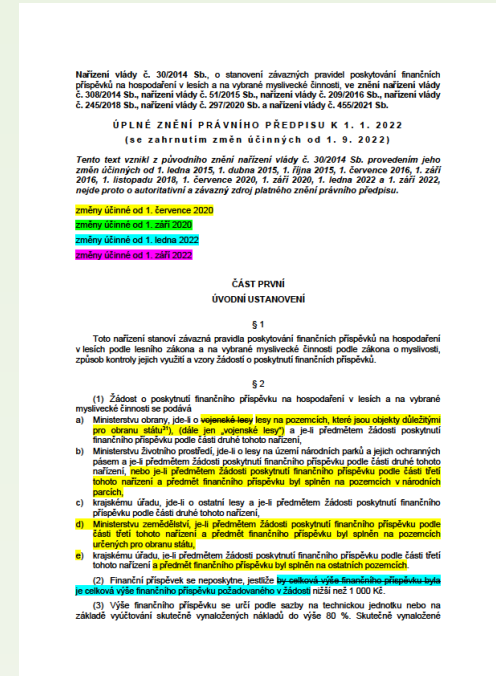 Nařízení vlády č. 30/2014 Sb., o stanovení závazných pravidel poskytování finančních
příspěvků na hospodaření v lesích a na vybrané myslivecké činnosti, ve znění nařízení vlády
č. 308/2014 Sb., nařízení vlády č. 51/2015 Sb., nařízení vlády č. 209/2016 Sb., nařízení vlády
č. 245/2018 Sb., nařízení vlády č. 297/2020 Sb. a nařízení vlády č. 455/2021 Sb.
ÚPLNÉ ZNĚNÍ PRÁVNÍHO PŘEDPISU K 1. 1. 2022
(se zahrnutím změn účinných od 1. 9. 2022)
Tento text vznikl z původního znění nařízení vlády č. 30/2014 Sb. provedením jeho
změn účinných od 1. ledna 2015, 1. dubna 2015, 1. října 2015, 1. července 2016, 1. září
2016, 1. listopadu 2018, 1. července 2020, 1. září 2020, 1. ledna 2022 a 1. září 2022,
nejde proto o autoritativní a závazný zdroj platného znění právního předpisu.
změny účinné od 1. července 2020
změny účinné od 1. září 2020
změny účinné od 1. ledna 2022
změny účinné od 1. září 2022
ČÁST PRVNÍ
ÚVODNÍ USTANOVENÍ
§ 1
Toto nařízení stanoví závazná pravidla poskytování finančních příspěvků na hospodaření
v lesích podle lesního zákona a na vybrané myslivecké činnosti podle zákona o myslivosti,
způsob kontroly jejich využití a vzory žádostí o poskytnutí finančních příspěvků.
§ 2
(1) Žádost o poskytnutí finančního příspěvku na hospodaření v lesích a na vybrané
myslivecké činnosti se podává
a) Ministerstvu obrany, jde-li o vojenské lesy lesy na pozemcích, které jsou objekty důležitými
pro obranu státu³¹), (dále jen „vojenské lesy“) a je-li předmětem žádosti poskytnutí
finančního příspěvku podle části druhé tohoto nařízení,
b) Ministerstvu životního prostředí, jde-li o lesy na území národních parků a jejich ochranných
pásem a je-li předmětem žádosti poskytnutí finančního příspěvku podle části druhé tohoto
nařízení, nebo je-li předmětem žádosti poskytnutí finančního příspěvku podle části třetí
tohoto nařízení a předmět finančního příspěvku byl splněn na pozemcích v národních
parcích,
c) krajskému úřadu, jde-li o ostatní lesy a je-li předmětem žádosti poskytnutí finančního
příspěvku podle části druhé tohoto nařízení,
d) Ministerstvu zemědělství, je-li předmětem žádosti poskytnutí finančního příspěvku podle
části třetí tohoto nařízení a předmět finančního příspěvku byl splněn na pozemcích
určených pro obranu státu,
e) krajskému úřadu, je-li předmětem žádosti poskytnutí finančního příspěvku podle části třetí
tohoto nařízení a předmět finančního příspěvku byl splněn na ostatních pozemcích.
(2) Finanční příspěvek se neposkytne, jestliže by celková výše finančního příspěvku byla
je celková výše finančního příspěvku požadovaného v žádosti nižší než 1 000 Kč.
(3) Výše finančního příspěvku se určí podle sazby na technickou jednotku nebo na
základě vyúčtování skutečně vynaložených nákladů do výše 80 %. Skutečně vynaložené